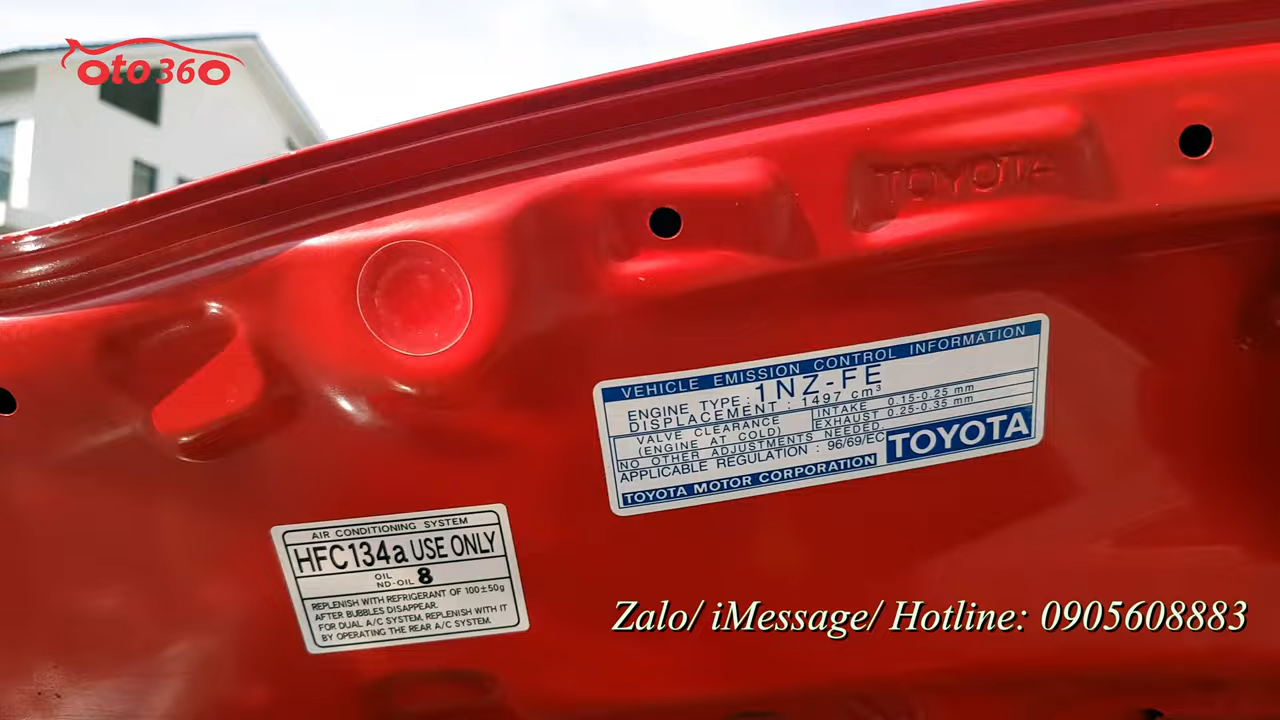 oto360
TOYOTA
VEHICLE EMISSION CONTROL INFORMATION
ENGINE TYPE : 1NZ-FE
DISPLACEMENT : 1497 cm³
VALVE CLEARANCE
(ENGINE AT COLD)
INTAKE 0.15-0.25 mm
EXHAUST 0.25-0.35 mm
NO OTHER ADJUSTMENTS NEEDED.
APPLICABLE REGULATION : 96/69/EC
TOYOTA MOTOR CORPORATION
TOYOTA
AIR CONDITIONING SYSTEM
HFC134a USE ONLY
OIL
ND-OIL 8
REPLENISH WITH REFRIGERANT OF 100±50g
AFTER BUBBLES DISAPPEAR.
FOR DUAL A/C SYSTEM, REPLENISH WITH IT
BY OPERATING THE REAR A/C SYSTEM.
Zalo/ iMessage/ Hotline: 0905608883